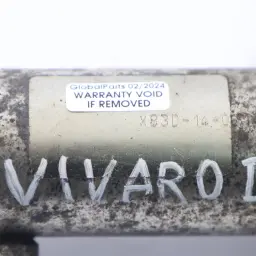 GlobalParts 02/2024
WARRANTY VOID
IF REMOVED
VIVARO